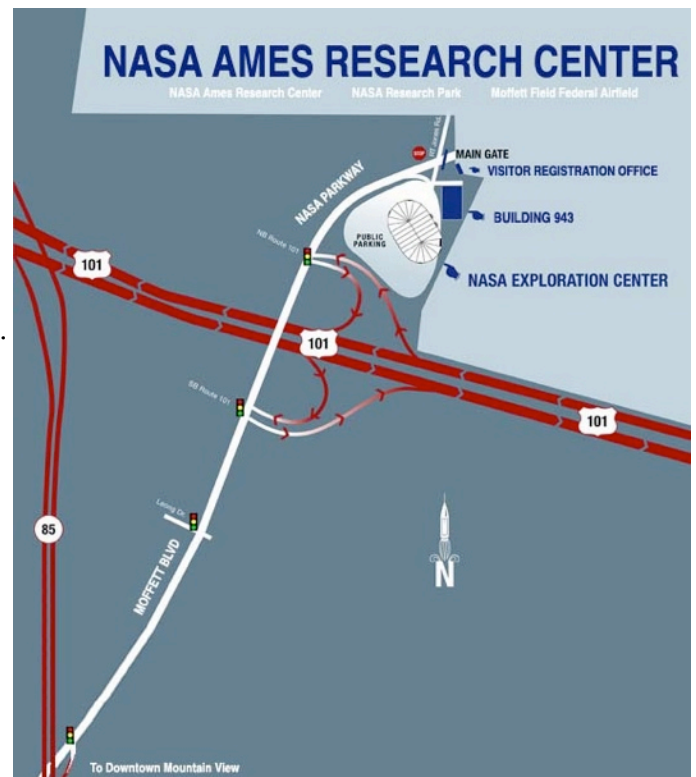 NASA AMES RESEARCH CENTER
NASA Ames Research Center NASA Research Park Moffett Field Federal Airfield
STOP
MAIN GATE
VISITOR REGISTRATION OFFICE
NASA PARKWAY
BUILDING 943
PUBLIC
PARKING
NB Route 101
NASA EXPLORATION CENTER
101
101
101
SB Route 101
Leong Dr.
85
MOFFETT BLVD
N
To Downtown Mountain View